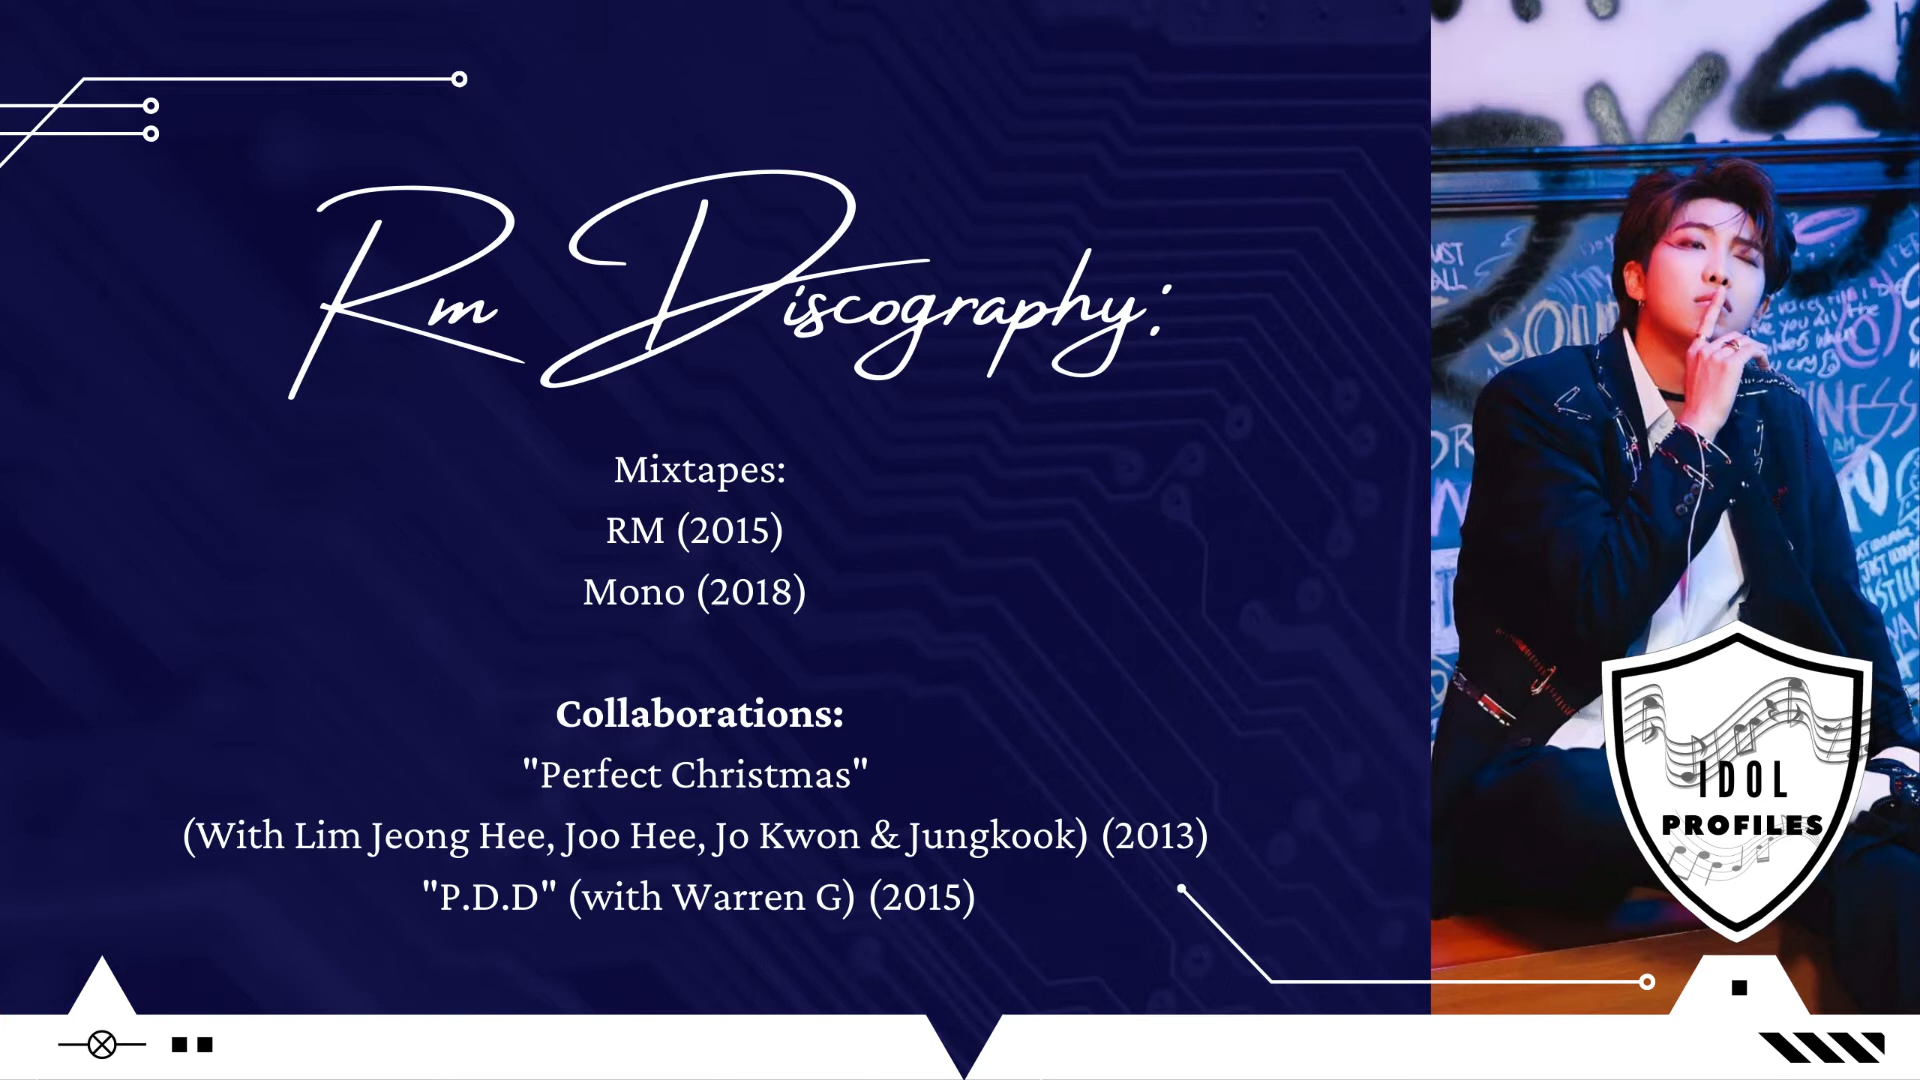 Rm Discography:
Mixtapes:
RM (2015)
Mono (2018)
Collaborations:
"Perfect Christmas"
(With Lim Jeong Hee, Joo Hee, Jo Kwon & Jungkook) (2013)
"P.D.D" (with Warren G) (2015)
IDOL
PROFILES